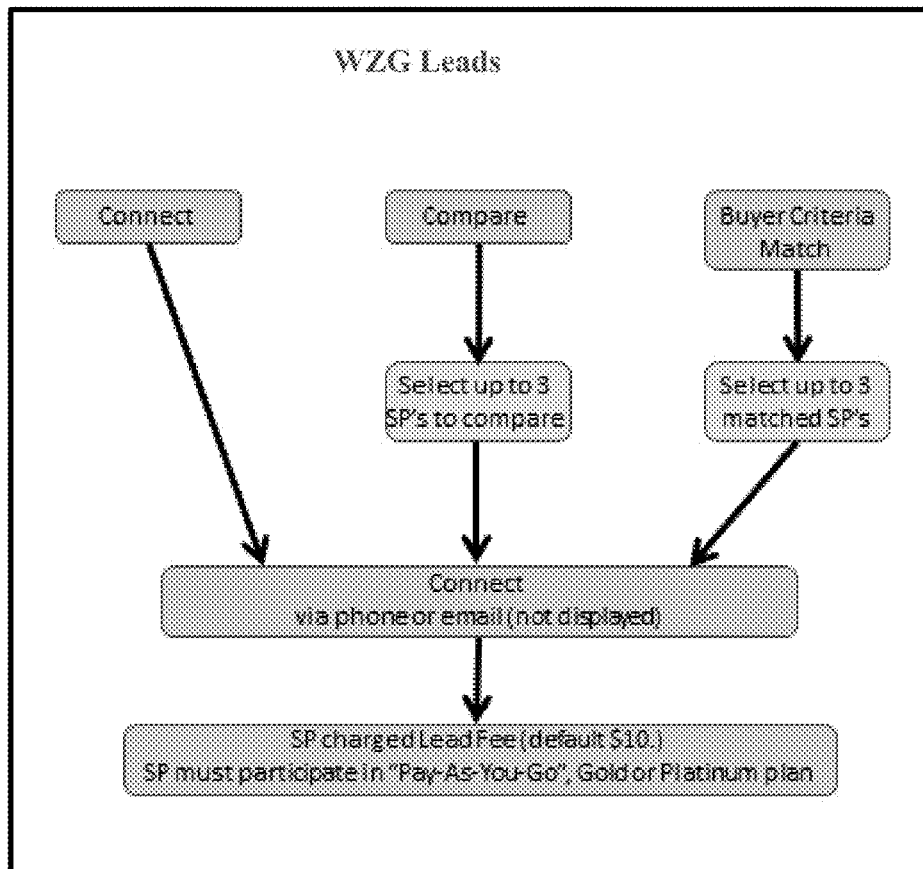 WZG Leads
Connect
Compare
Buyer Criteria
Match
Select up to 3
SP's to compare
Select up to 3
matched SP's
Connect
via phone or email (not displayed)
SP charged Lead Fee (default $10.)
SP must participate in "Pay-As-You-Go", Gold or Platinum plan